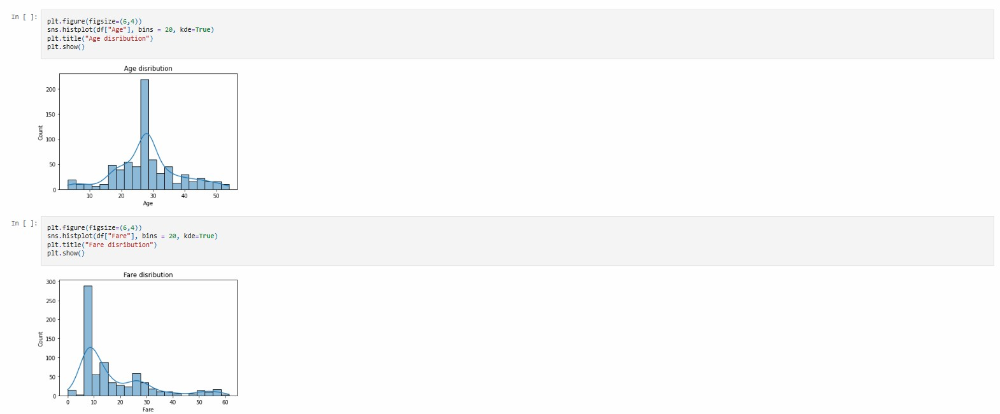 In [ ]:
plt.figure(figsize=(6,4))
sns.histplot(df["Age"], bins = 20, kde=True)
plt.title("Age disribution")
plt.show()
Age disribution
200
150
100
50
0
Count
10 20 30 40 50
Age
In [ ]:
plt.figure(figsize=(6,4))
sns.histplot(df["Fare"], bins = 20, kde=True)
plt.title("Fare disribution")
plt.show()
Fare disribution
300
250
200
150
100
50
0
Count
0 10 20 30 40 50 60
Fare